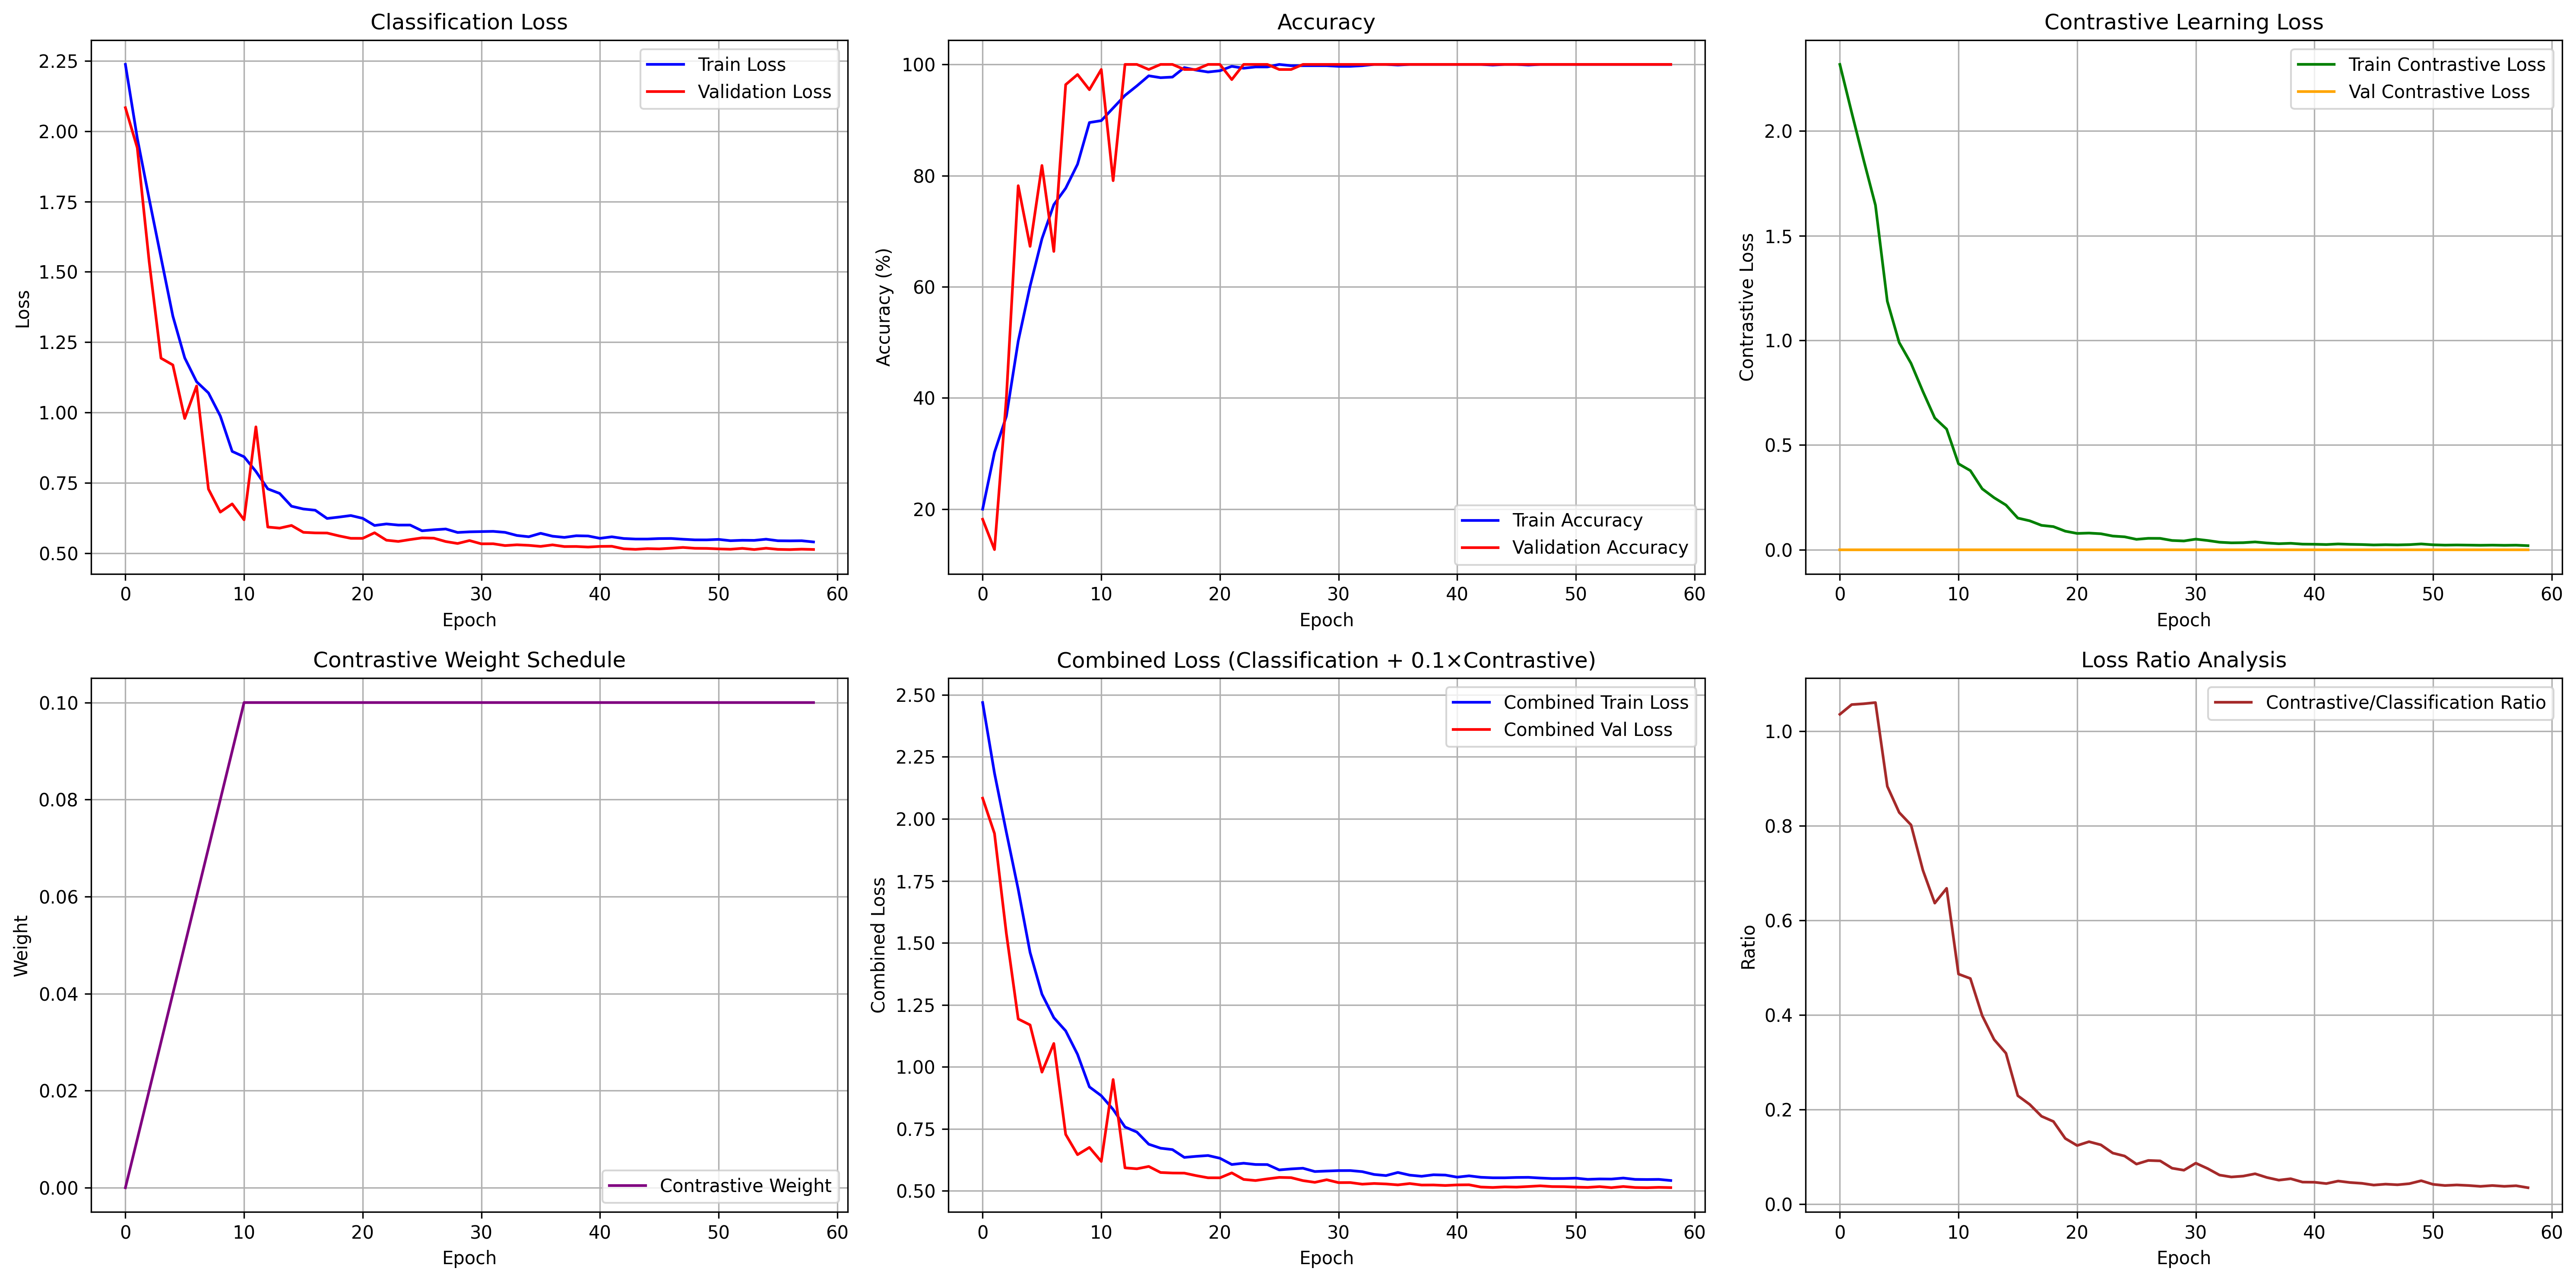 Classification Loss
2.25
2.00
1.75
1.50
1.25
1.00
0.75
0.50
Loss
Train Loss
Validation Loss
0 10 20 30 40 50 60
Epoch
Accuracy
100
80
60
40
20
Accuracy (%)
Train Accuracy
Validation Accuracy
0 10 20 30 40 50 60
Epoch
Contrastive Learning Loss
2.0
1.5
1.0
0.5
0.0
Contrastive Loss
Train Contrastive Loss
Val Contrastive Loss
0 10 20 30 40 50 60
Epoch
Contrastive Weight Schedule
0.10
0.08
0.06
0.04
0.02
0.00
Weight
Contrastive Weight
0 10 20 30 40 50 60
Epoch
Combined Loss (Classification + 0.1×Contrastive)
2.50
2.25
2.00
1.75
1.50
1.25
1.00
0.75
0.50
Combined Loss
Combined Train Loss
Combined Val Loss
0 10 20 30 40 50 60
Epoch
Loss Ratio Analysis
1.0
0.8
0.6
0.4
0.2
0.0
Ratio
Contrastive/Classification Ratio
0 10 20 30 40 50 60
Epoch